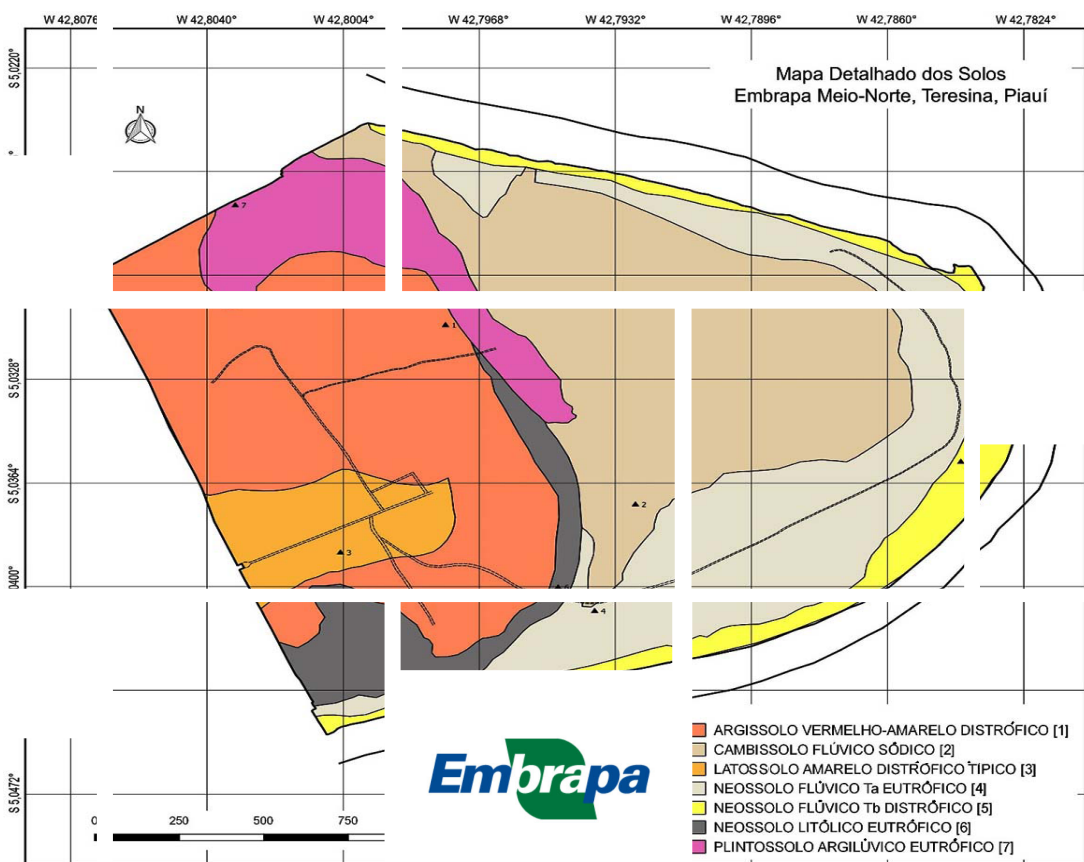 W 42,8076° W 42,8040° W 42,8004° W 42,7968° W 42,7932° W 42,7896° W 42,7860° W 42,7824°
S 5,0220°
Mapa Detalhado dos Solos
Embrapa Meio-Norte, Teresina, Piauí
N
7
1
S 5,0328°
S 5,0364°
2
3
6
4
S 5,0472°
ARGISSOLO VERMELHO-AMARELO DISTRÓFICO [1]
CAMBISSOLO FLÚVICO SÓDICO [2]
LATOSSOLO AMARELO DISTRÓFICO TIPICO [3]
NEOSSOLO FLÚVICO Ta EUTRÓFICO [4]
NEOSSOLO FLÚVICO Tb DISTRÓFICO [5]
NEOSSOLO LITÓLICO EUTRÓFICO [6]
PLINTOSSOLO ARGILÚVICO EUTRÓFICO [7]
Embrapa
0 250 500 750